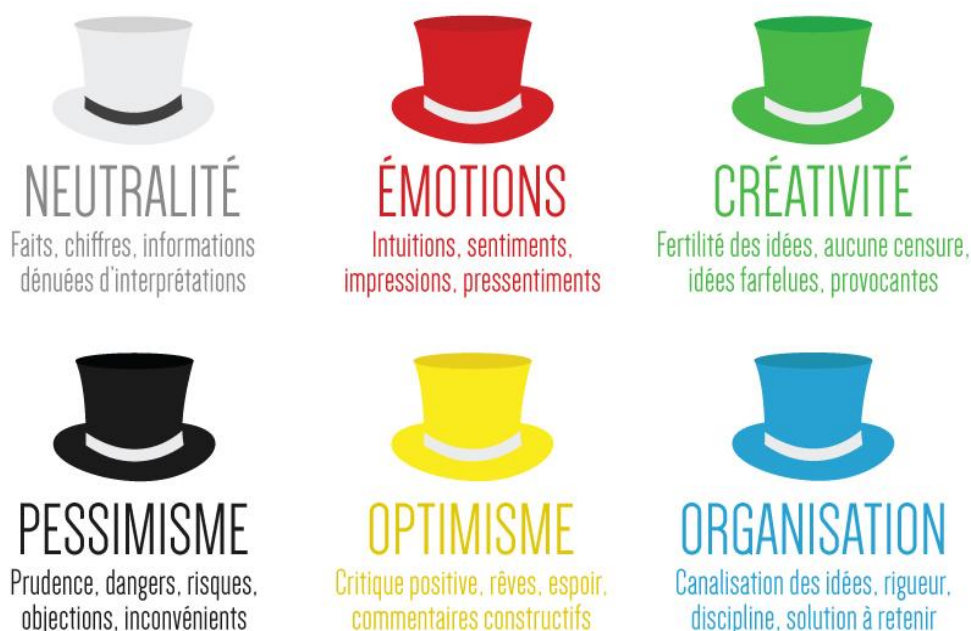 NEUTRALITÉ
Faits, chiffres, informations
dénuées d'interprétations
ÉMOTIONS
Intuitions, sentiments,
impressions, pressentiments
CRÉATIVITÉ
Fertilité des idées, aucune censure,
idées farfelues, provocantes
PESSIMISME
Prudence, dangers, risques,
objections, inconvénients
OPTIMISME
Critique positive, rêves, espoir,
commentaires constructifs
ORGANISATION
Canalisation des idées, rigueur,
discipline, solution à retenir